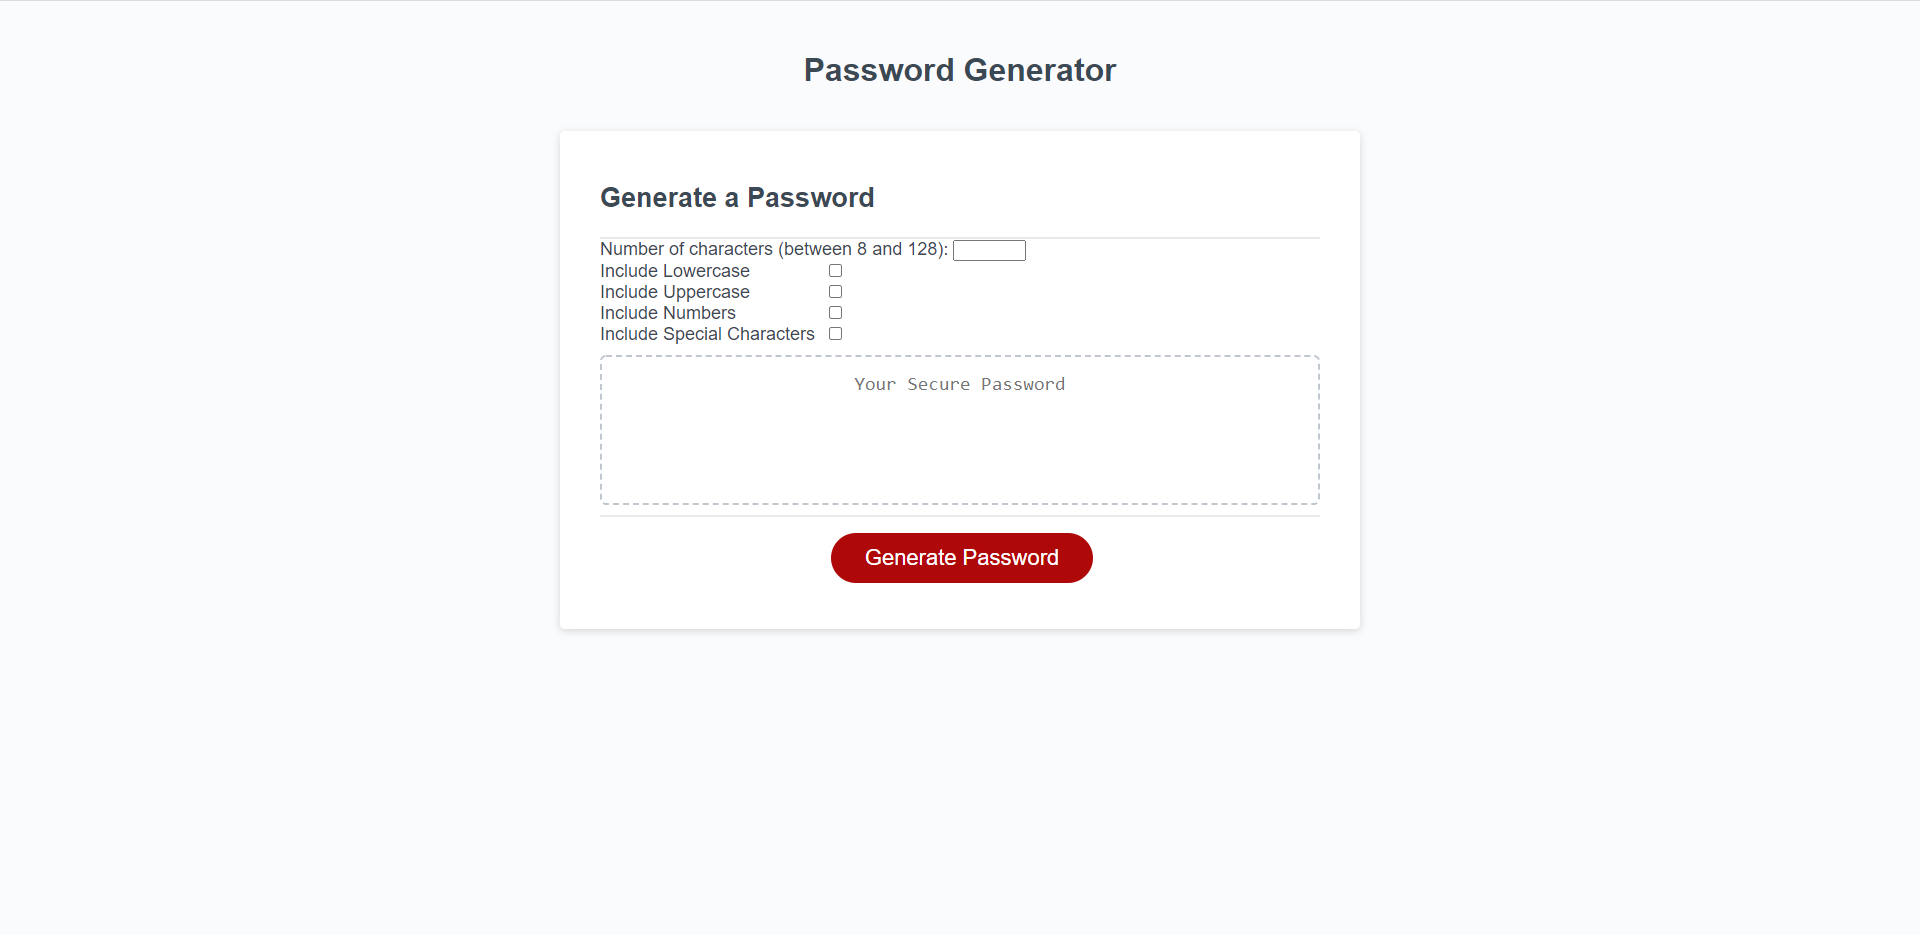 Password Generator
Generate a Password
Number of characters (between 8 and 128):
Include Lowercase
Include Uppercase
Include Numbers
Include Special Characters
Your Secure Password
Generate Password